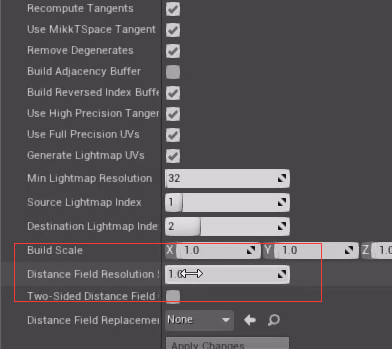 Recompute Tangents
Use MikkTSpace Tangent
Remove Degenerates
Build Adjacency Buffer
Build Reversed Index Buffe
Use High Precision Tanger
Use Full Precision UVs
Generate Lightmap UVs
Min Lightmap Resolution 32
Source Lightmap Index 1
Destination Lightmap Inde 2
Build Scale X 1.0 Y 1.0 Z 1.0
Distance Field Resolution 1.0
Two-Sided Distance Field
Distance Field Replacemer None
Apply Changes